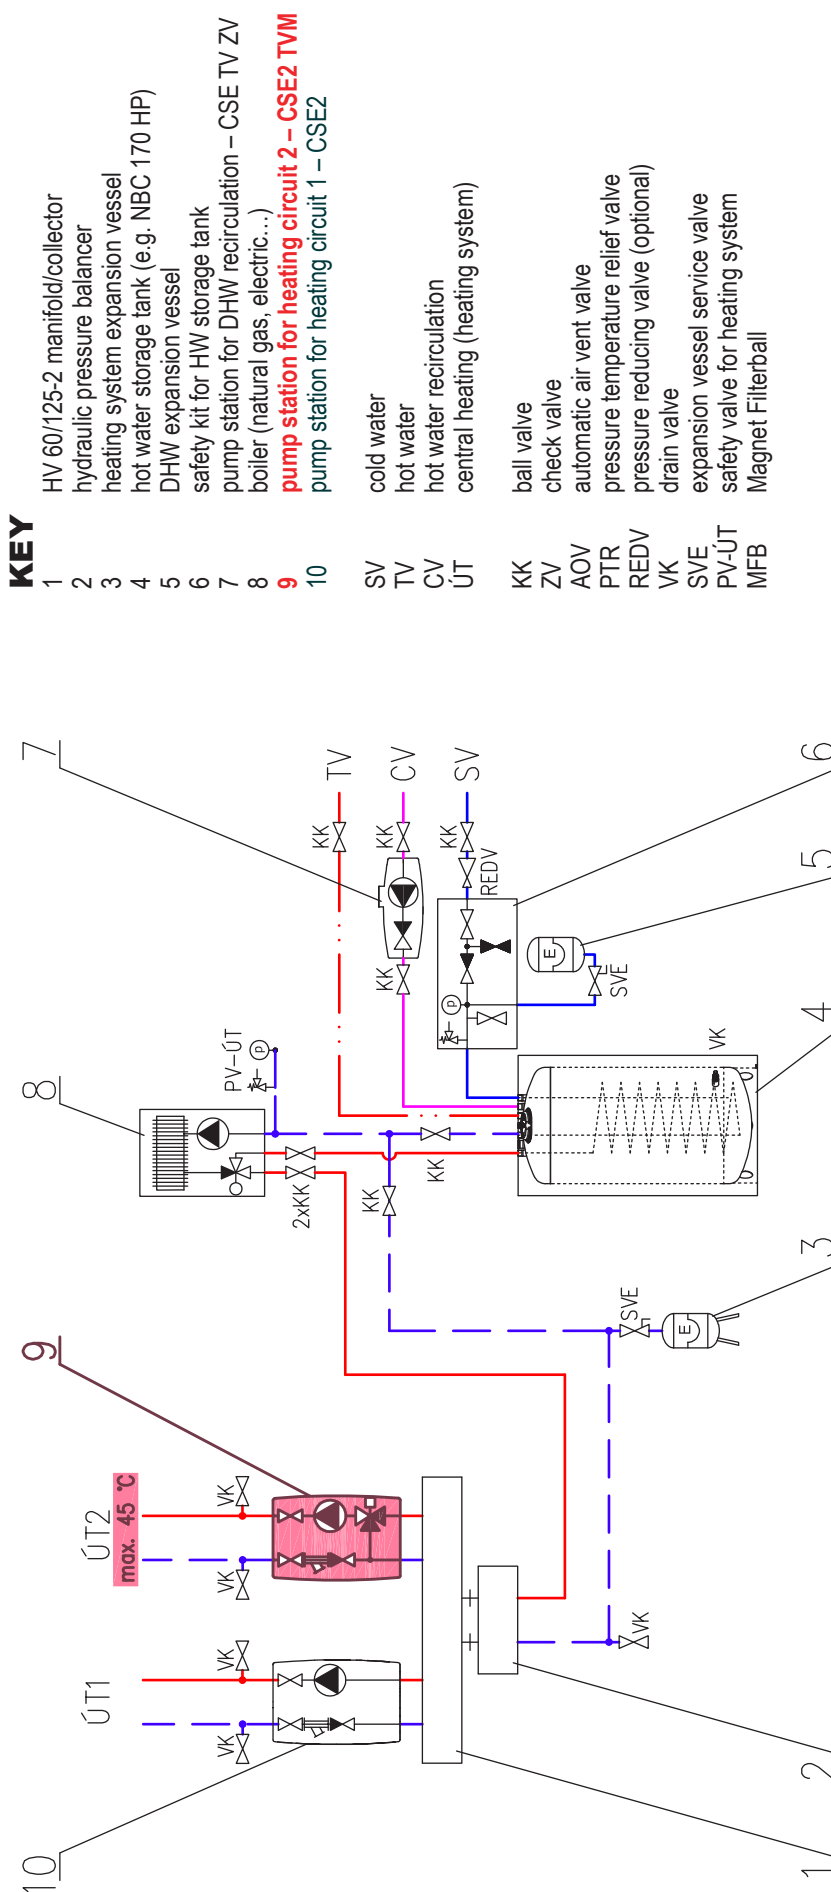 KEY
1 HV 60/125-2 manifold/collector
2 hydraulic pressure balancer
3 heating system expansion vessel
4 hot water storage tank (e.g. NBC 170 HP)
5 DHW expansion vessel
6 safety kit for HW storage tank
7 pump station for DHW recirculation – CSE TV ZV
8 boiler (natural gas, electric...)
9 pump station for heating circuit 2 – CSE2 TVM
10 pump station for heating circuit 1 – CSE2
SV cold water
TV hot water
CV hot water recirculation
ÚT central heating (heating system)
KK ball valve
ZV check valve
AOV automatic air vent valve
PTR pressure temperature relief valve
REDV pressure reducing valve (optional)
VK drain valve
SVE expansion vessel service valve
PV-ÚT safety valve for heating system
MFB Magnet Filterball
10
9
8
7
ÚT1
ÚT2
max. 45 °C
VK
VK
VK
VK
PV-ÚT
p
2xKK
KK
KK
KK
TV
KK
KK
CV
KK
SV
REDV
p
E
SVE
VK
SVE
E
VK
1
2
3
4
5
6